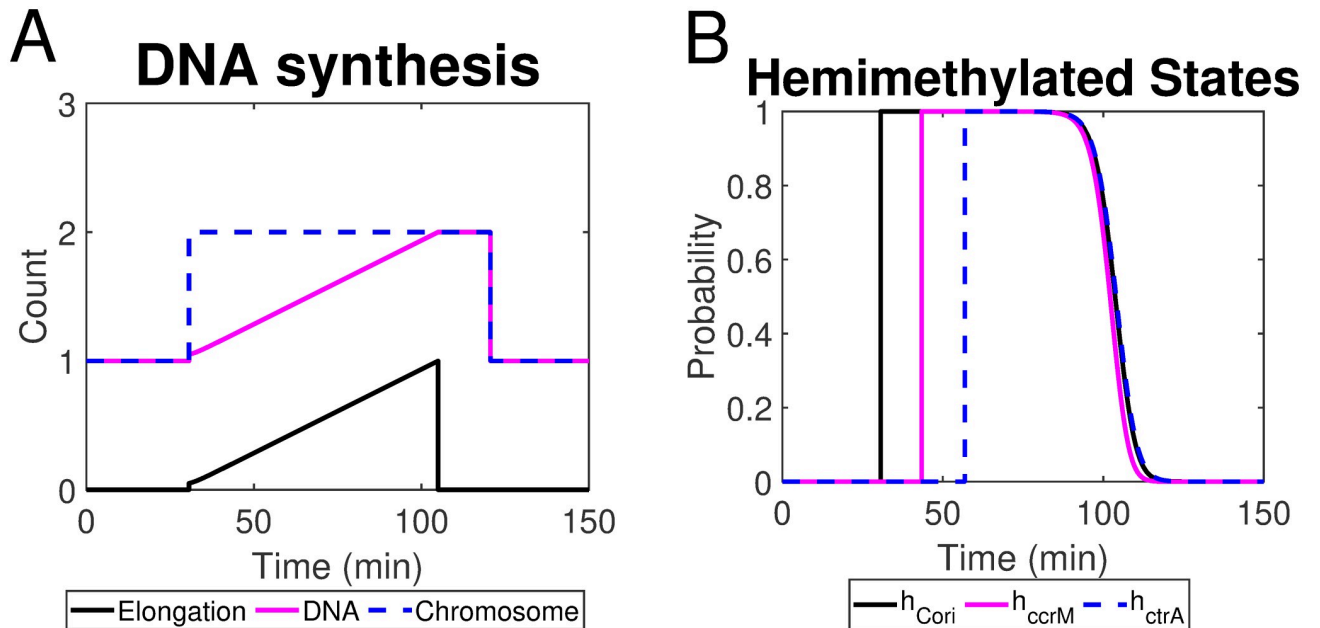 A
DNA synthesis
3
2
1
0
Count
0 50 100 150
Time (min)
Elongation DNA Chromosome
B
Hemimethylated States
1
0.8
0.6
0.4
0.2
0
Probability
0 50 100 150
Time (min)
hCori hccrM hctrA